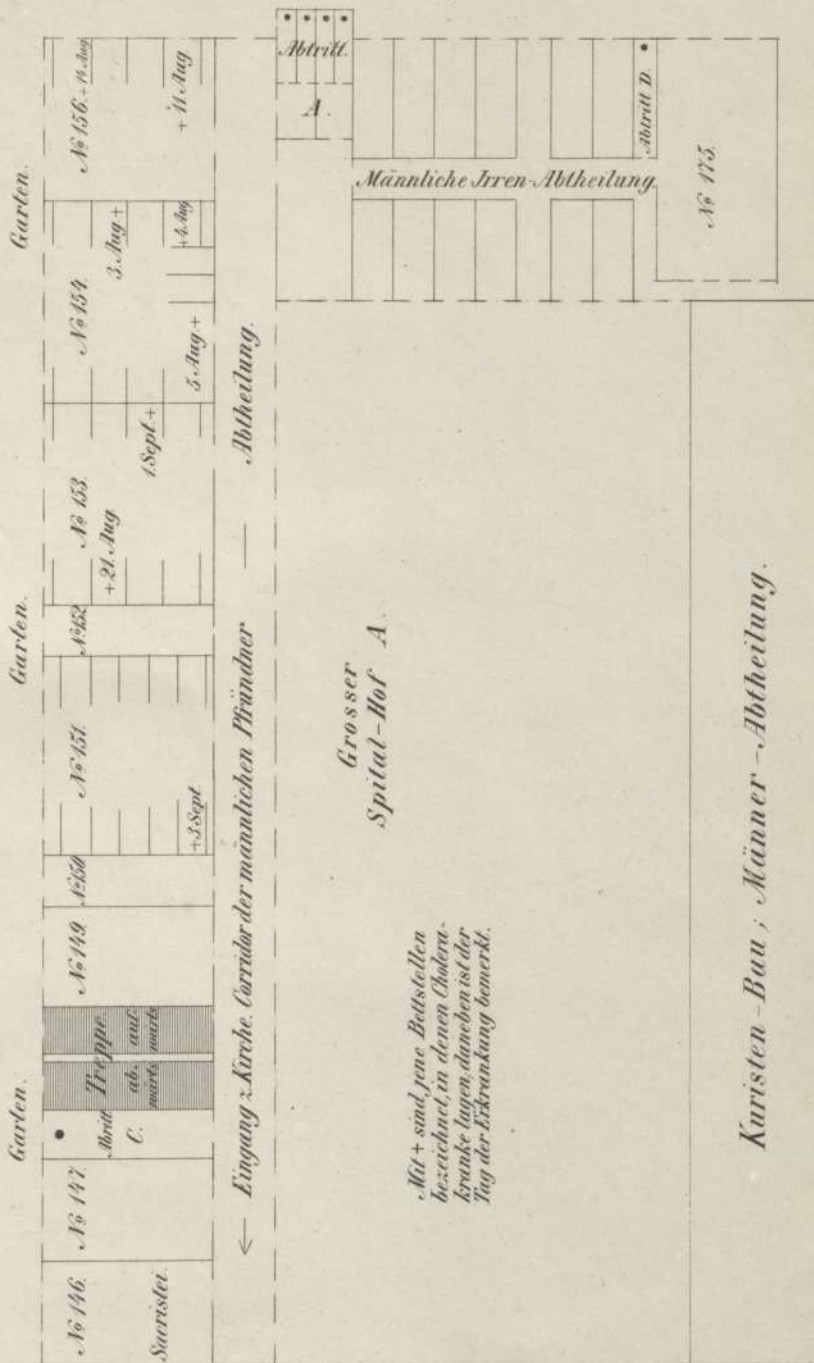 Garten.
Garten.
Garten.
Nº 146.
Sacristei.
Nº 147.
Abtritt
C.
Treppe.
ab-
wärts
auf-
wärts
Nº 149.
Nº 150
Nº 151.
+3 Sept
Nº 152
Nº 153.
+21. Aug
1. Sept. +
Nº 154.
5. Aug. +
3. Aug +
+4. Aug
Nº 156. +14. Aug
+11 Aug
← Eingang z. Kirche. Corridor der männlichen Pfründner — Abtheilung.
Abtritt.
A.
Männliche Irren-Abtheilung.
Abtritt D.
Nº 175.
Grosser
Spital-Hof A.
Mit + sind jene Bettstellen
bezeichnet, in denen Cholera-
kranke lagen, daneben ist der
Tag der Erkrankung bemerkt.
Kuristen-Bau; Männer-Abtheilung.